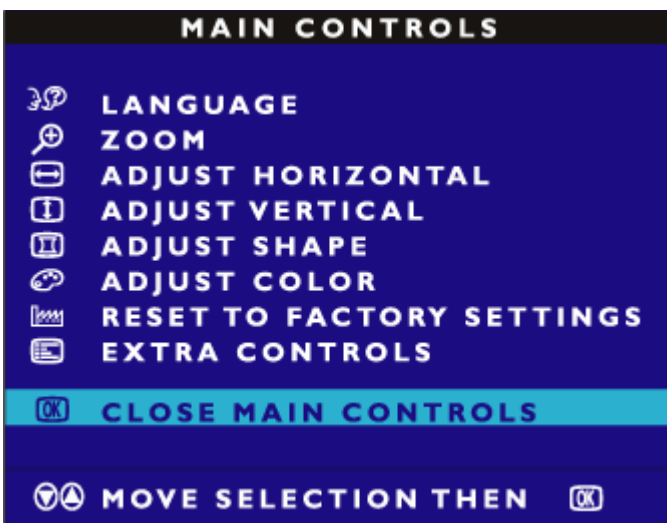 MAIN CONTROLS
LANGUAGE
ZOOM
ADJUST HORIZONTAL
ADJUST VERTICAL
ADJUST SHAPE
ADJUST COLOR
RESET TO FACTORY SETTINGS
EXTRA CONTROLS
OK CLOSE MAIN CONTROLS
MOVE SELECTION THEN OK